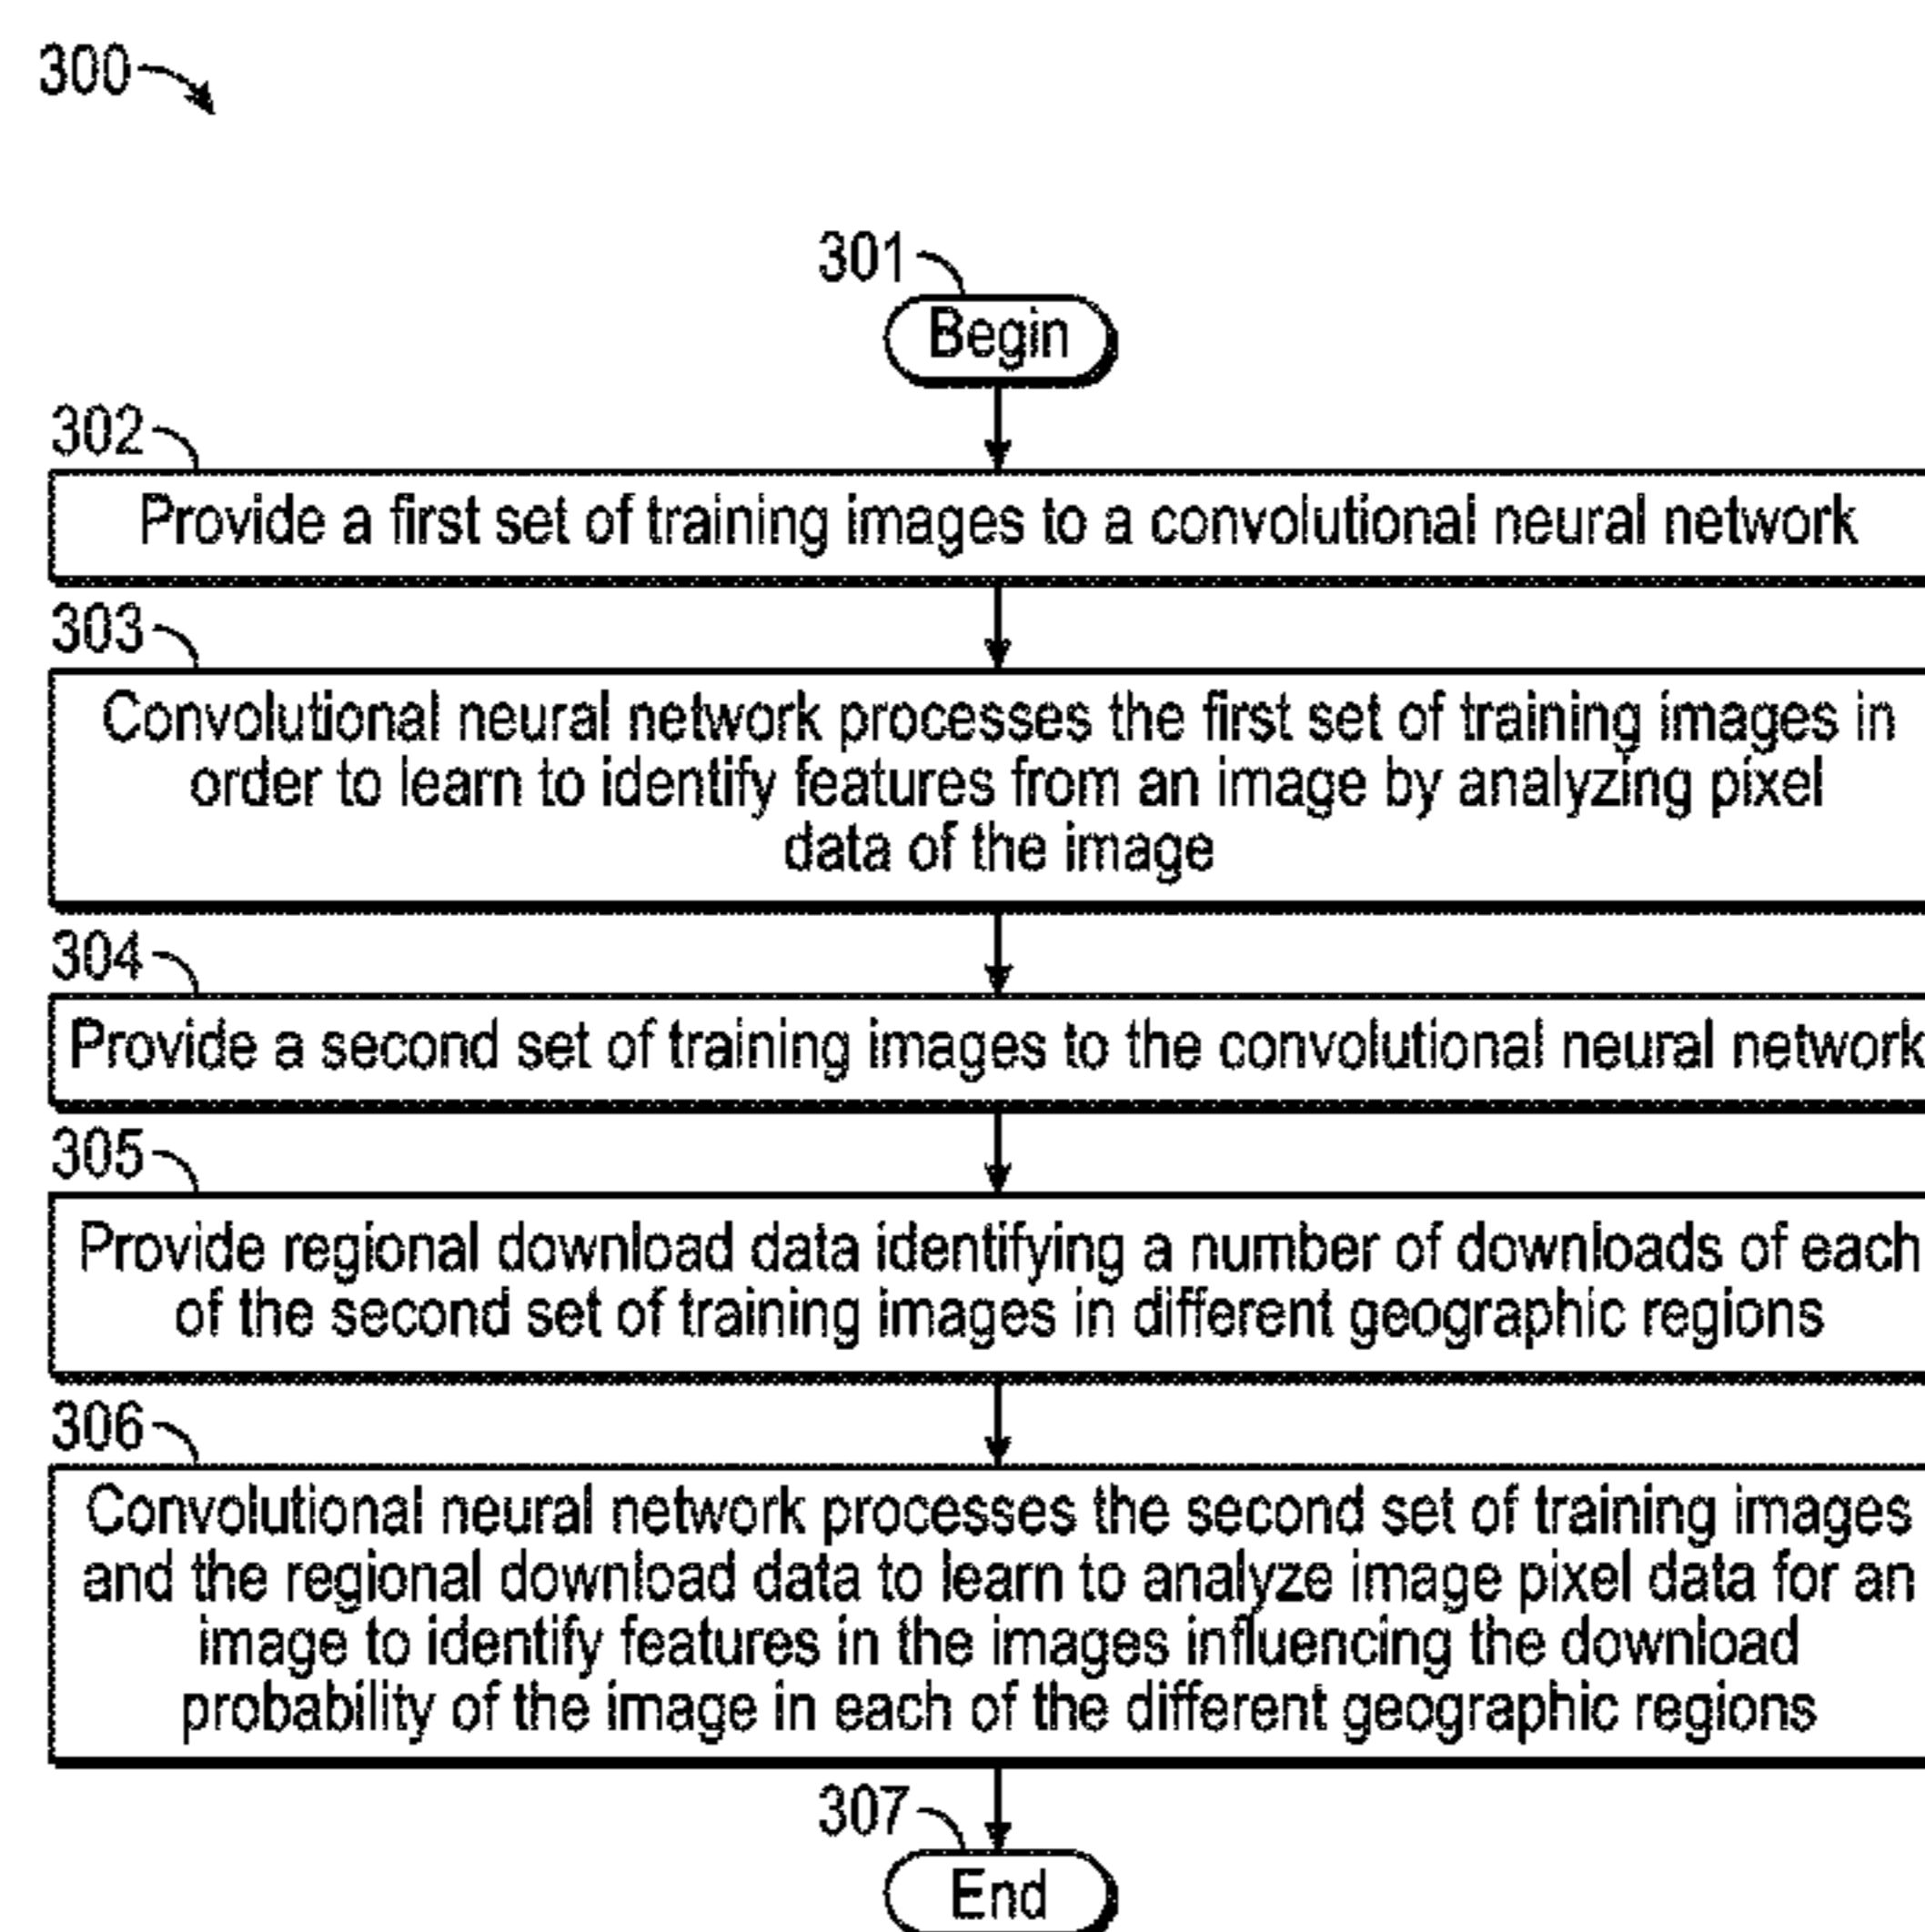 300
301
Begin
302
Provide a first set of training images to a convolutional neural network
303
Convolutional neural network processes the first set of training images in
order to learn to identify features from an image by analyzing pixel
data of the image
304
Provide a second set of training images to the convolutional neural network
305
Provide regional download data identifying a number of downloads of each
of the second set of training images in different geographic regions
306
Convolutional neural network processes the second set of training images
and the regional download data to learn to analyze image pixel data for an
image to identify features in the images influencing the download
probability of the image in each of the different geographic regions
307
End